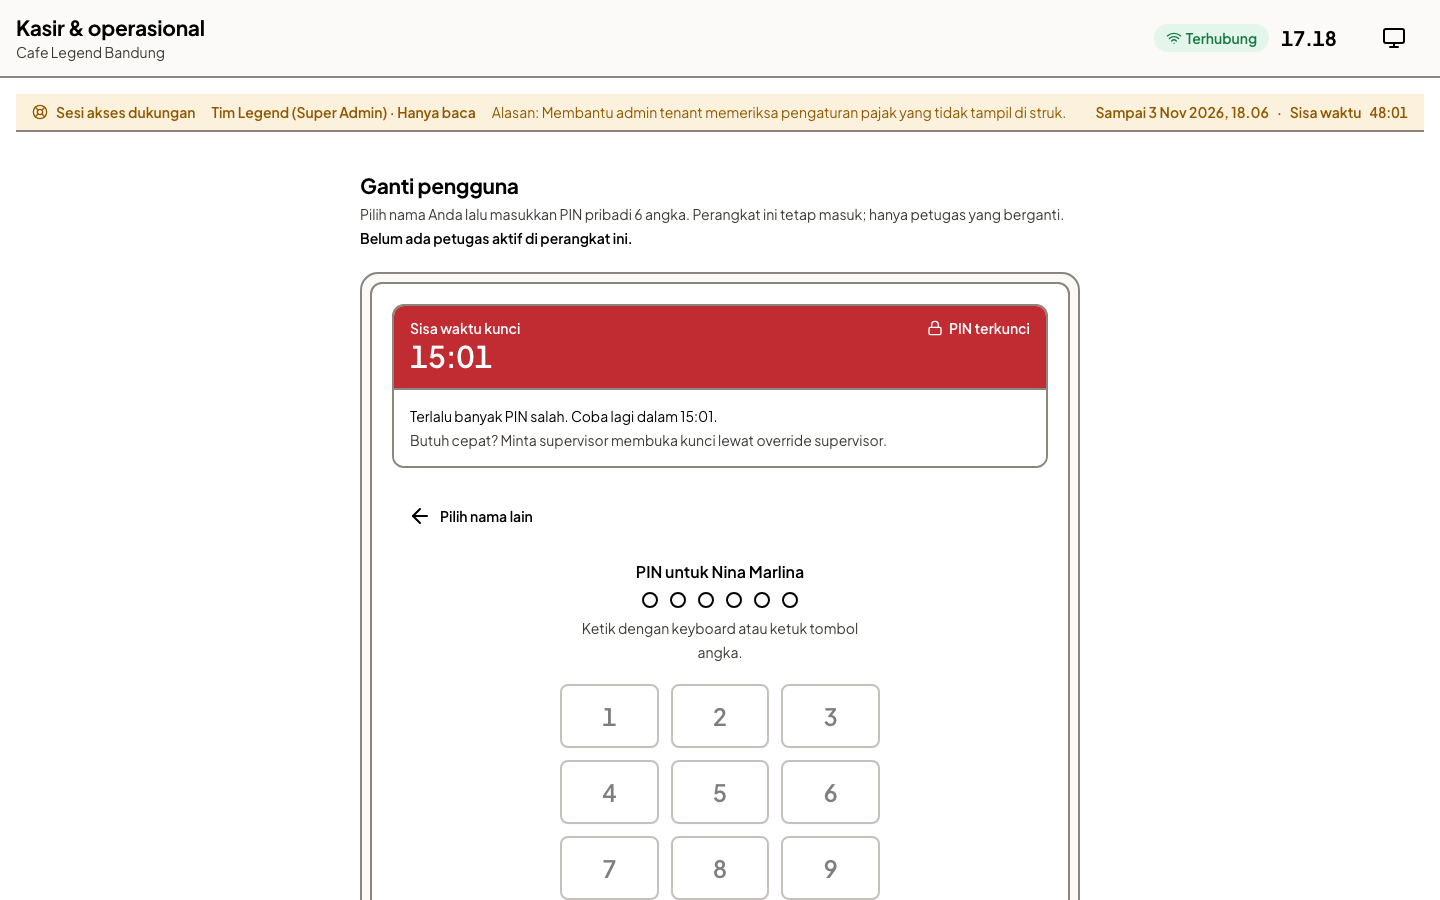 Kasir & operasional
Cafe Legend Bandung
Terhubung
17.18
Sesi akses dukungan Tim Legend (Super Admin) · Hanya baca Alasan: Membantu admin tenant memeriksa pengaturan pajak yang tidak tampil di struk. Sampai 3 Nov 2026, 18.06 · Sisa waktu 48:01
Ganti pengguna
Pilih nama Anda lalu masukkan PIN pribadi 6 angka. Perangkat ini tetap masuk; hanya petugas yang berganti.
Belum ada petugas aktif di perangkat ini.
Sisa waktu kunci
PIN terkunci
15:01
Terlalu banyak PIN salah. Coba lagi dalam 15:01.
Butuh cepat? Minta supervisor membuka kunci lewat override supervisor.
Pilih nama lain
PIN untuk Nina Marlina
Ketik dengan keyboard atau ketuk tombol
angka.
1 2 3
4 5 6
7 8 9